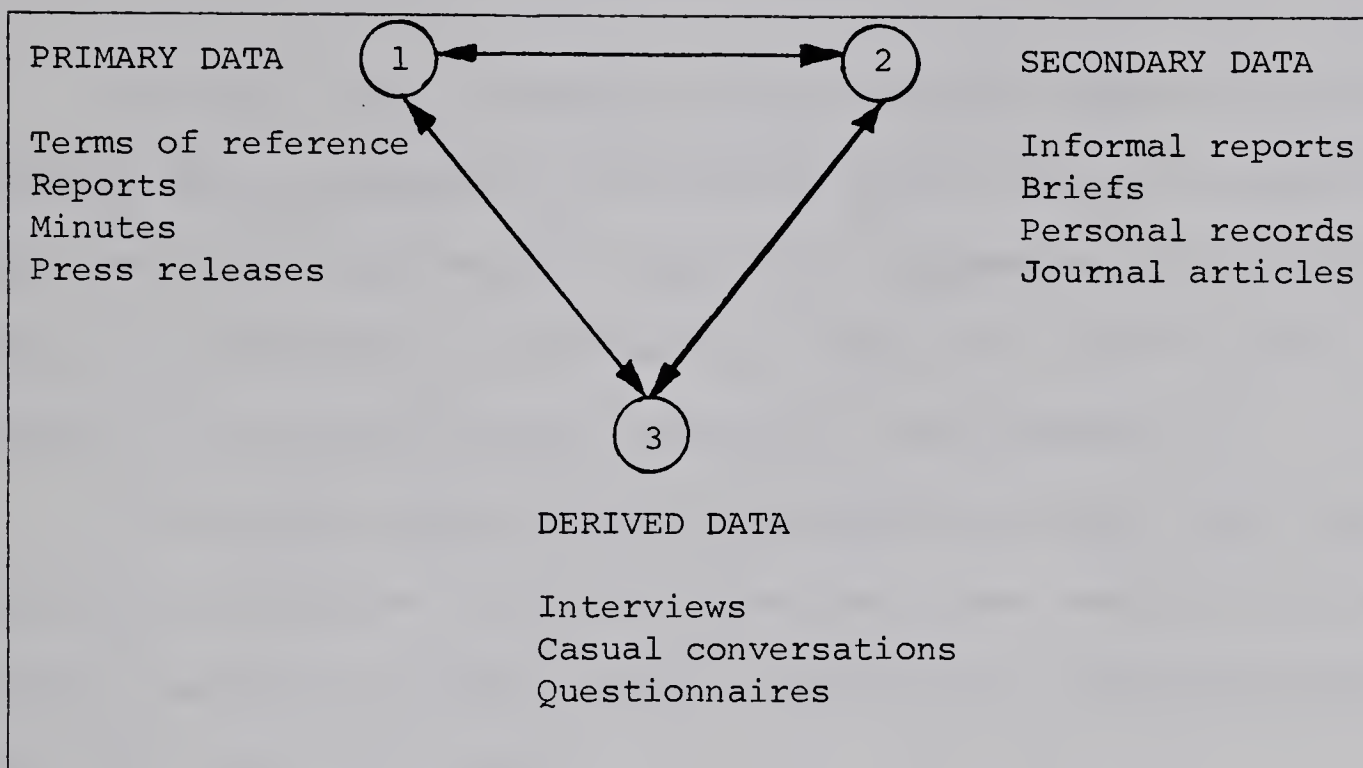 PRIMARY DATA
1
2
SECONDARY DATA
Terms of reference
Reports
Minutes
Press releases
Informal reports
Briefs
Personal records
Journal articles
3
DERIVED DATA
Interviews
Casual conversations
Questionnaires